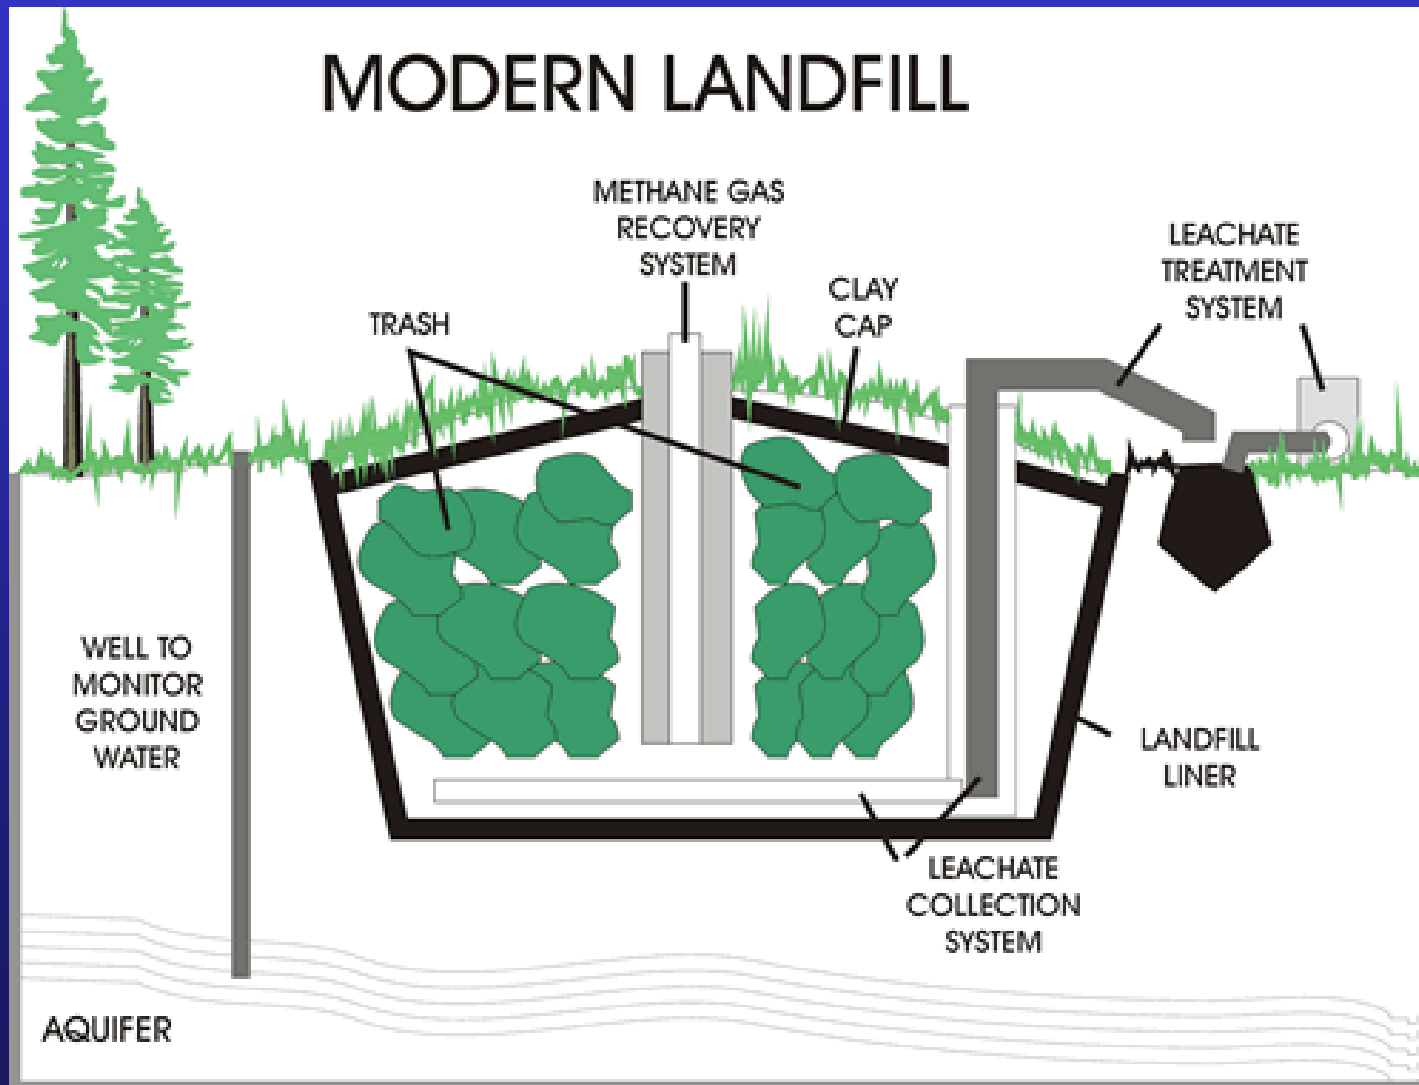 MODERN LANDFILL
METHANE GAS
RECOVERY
SYSTEM
LEACHATE
TREATMENT
SYSTEM
CLAY
CAP
TRASH
WELL TO
MONITOR
GROUND
WATER
LANDFILL
LINER
LEACHATE
COLLECTION
SYSTEM
AQUIFER